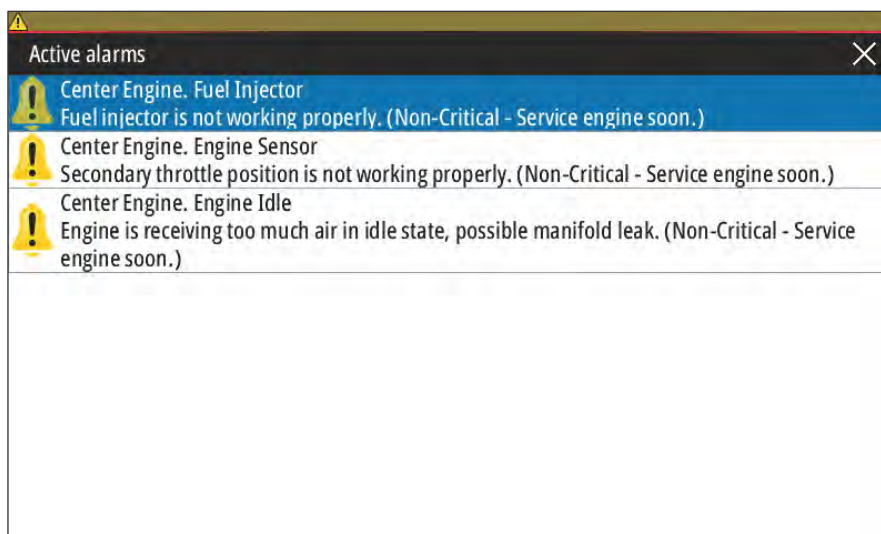 Active alarms
Center Engine. Fuel Injector
Fuel injector is not working properly. (Non-Critical - Service engine soon.)
Center Engine. Engine Sensor
Secondary throttle position is not working properly. (Non-Critical - Service engine soon.)
Center Engine. Engine Idle
Engine is receiving too much air in idle state, possible manifold leak. (Non-Critical - Service
engine soon.)